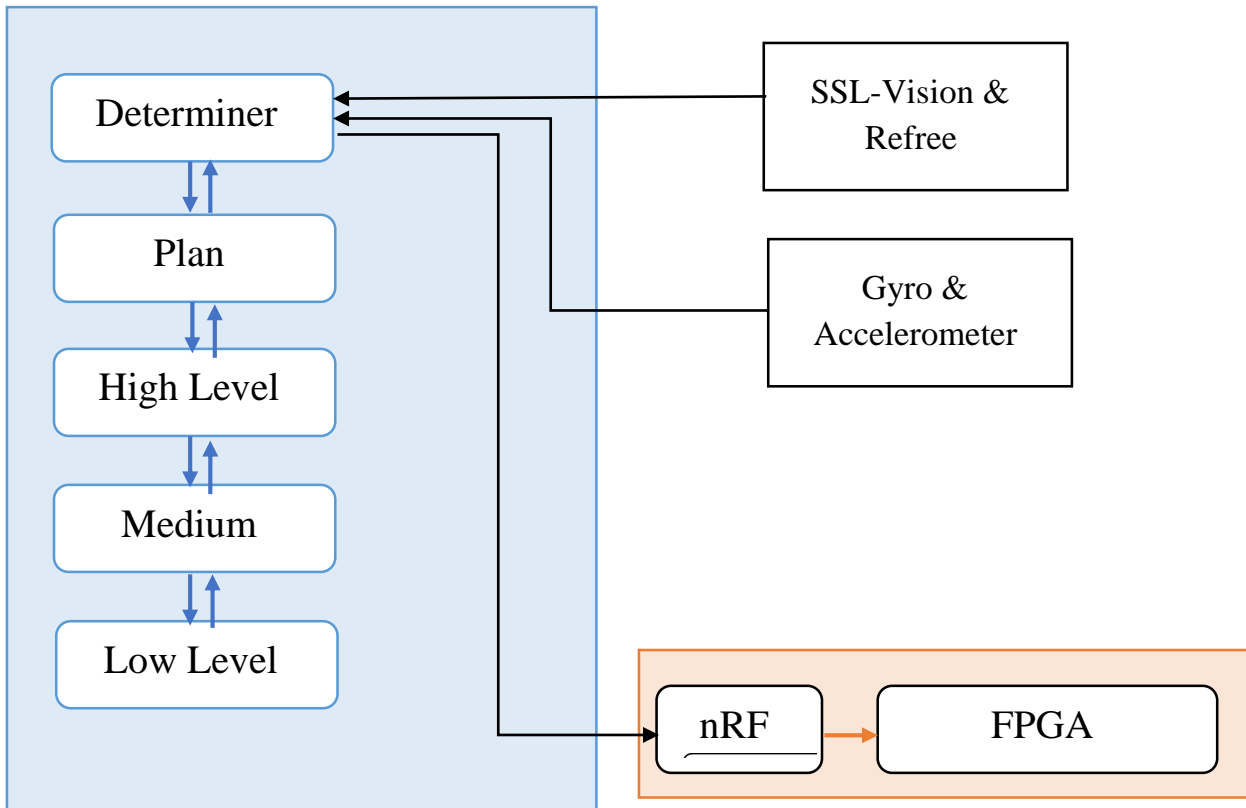 Determiner
Plan
High Level
Medium
Low Level
SSL-Vision &
Refree
Gyro &
Accelerometer
nRF
FPGA